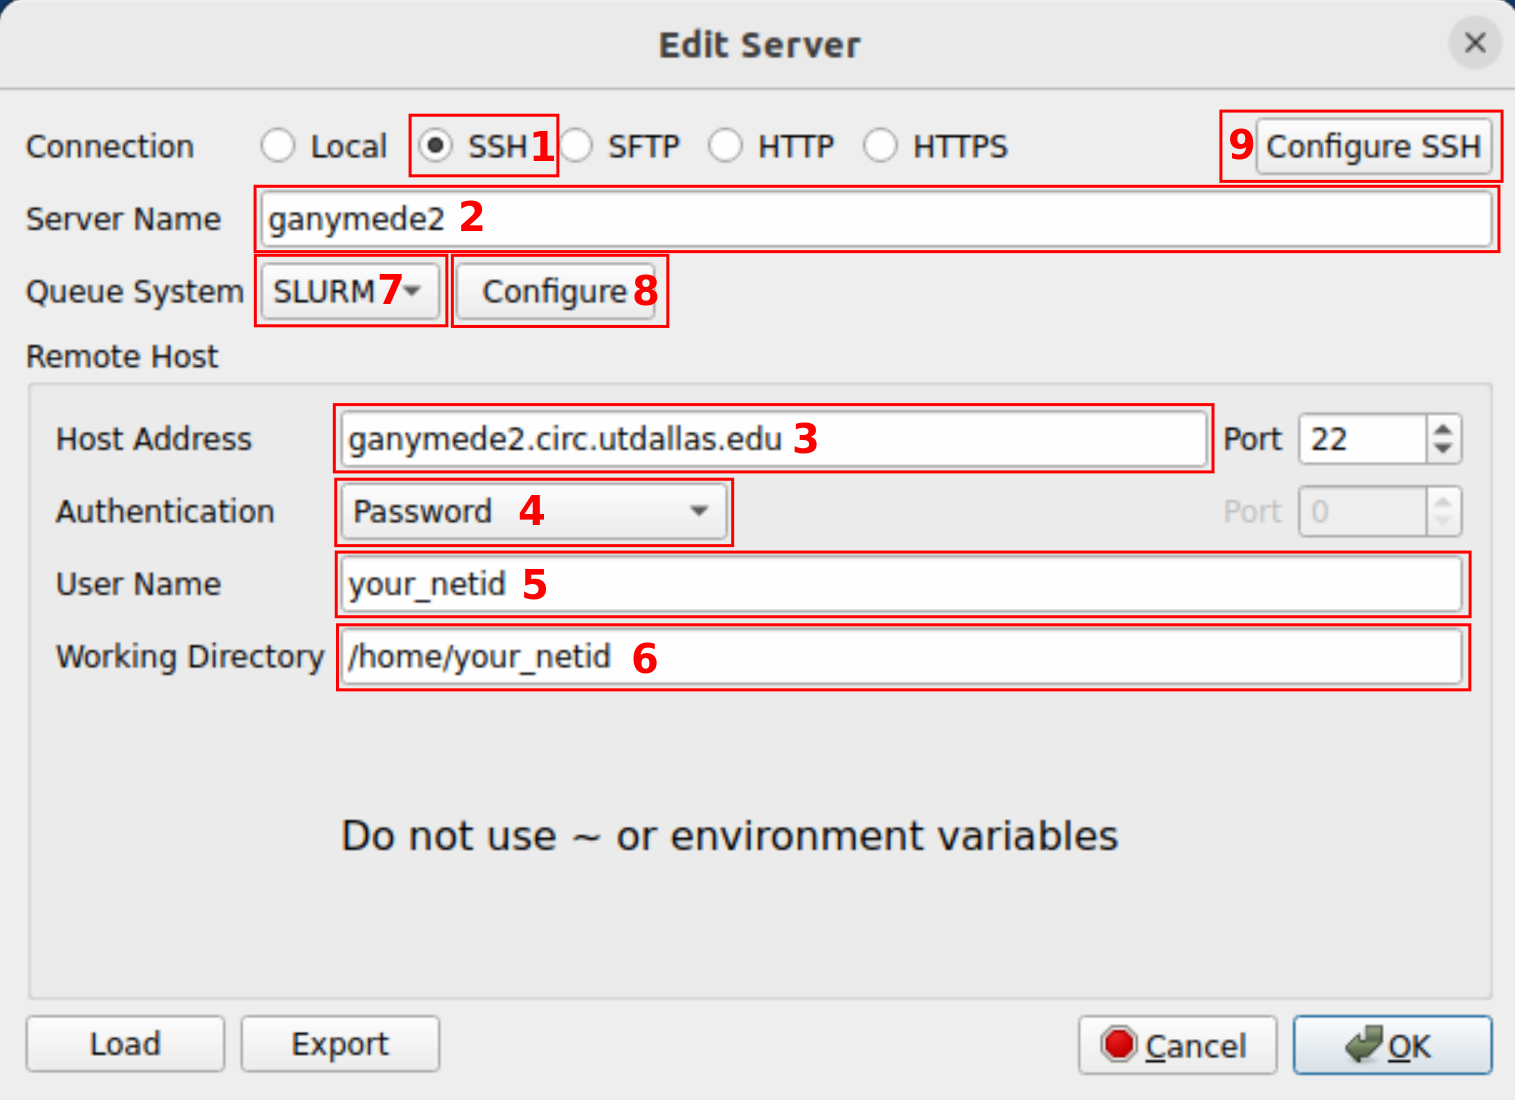 Edit Server
Connection Local SSH 1 SFTP HTTP HTTPS 9 Configure SSH
Server Name ganymede2 2
Queue System SLURM 7 Configure 8
Remote Host
Host Address ganymede2.circ.utdallas.edu 3 Port 22
Authentication Password 4 Port 0
User Name your_netid 5
Working Directory /home/your_netid 6
Do not use ~ or environment variables
Load Export Cancel OK